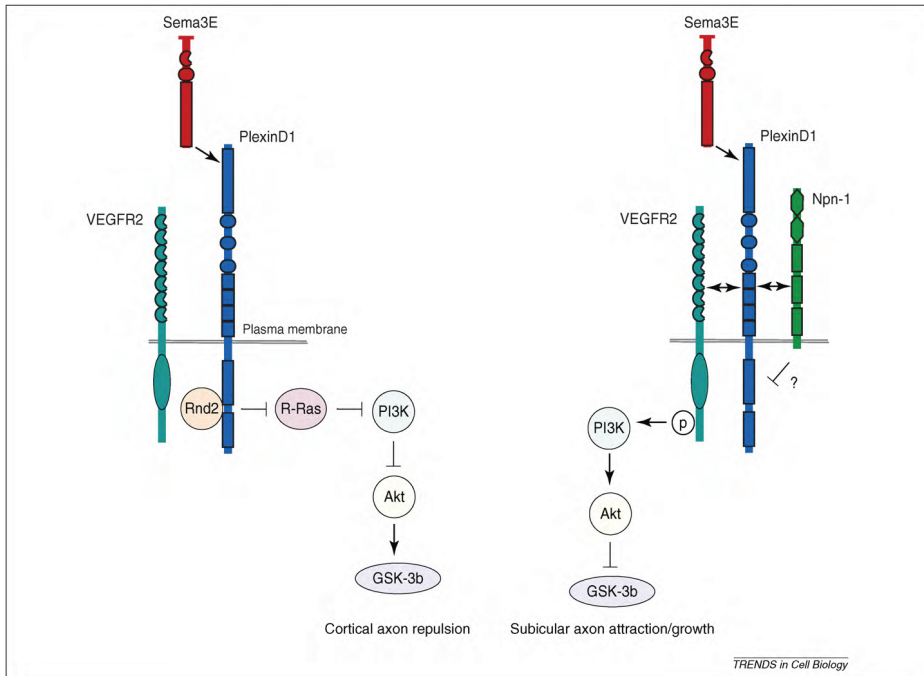 Sema3E
PlexinD1
VEGFR2
Plasma membrane
Rnd2
R-Ras
PI3K
Akt
GSK-3b
Cortical axon repulsion
Sema3E
PlexinD1
Npn-1
VEGFR2
?
p
PI3K
Akt
GSK-3b
Subicular axon attraction/growth
TRENDS in Cell Biology